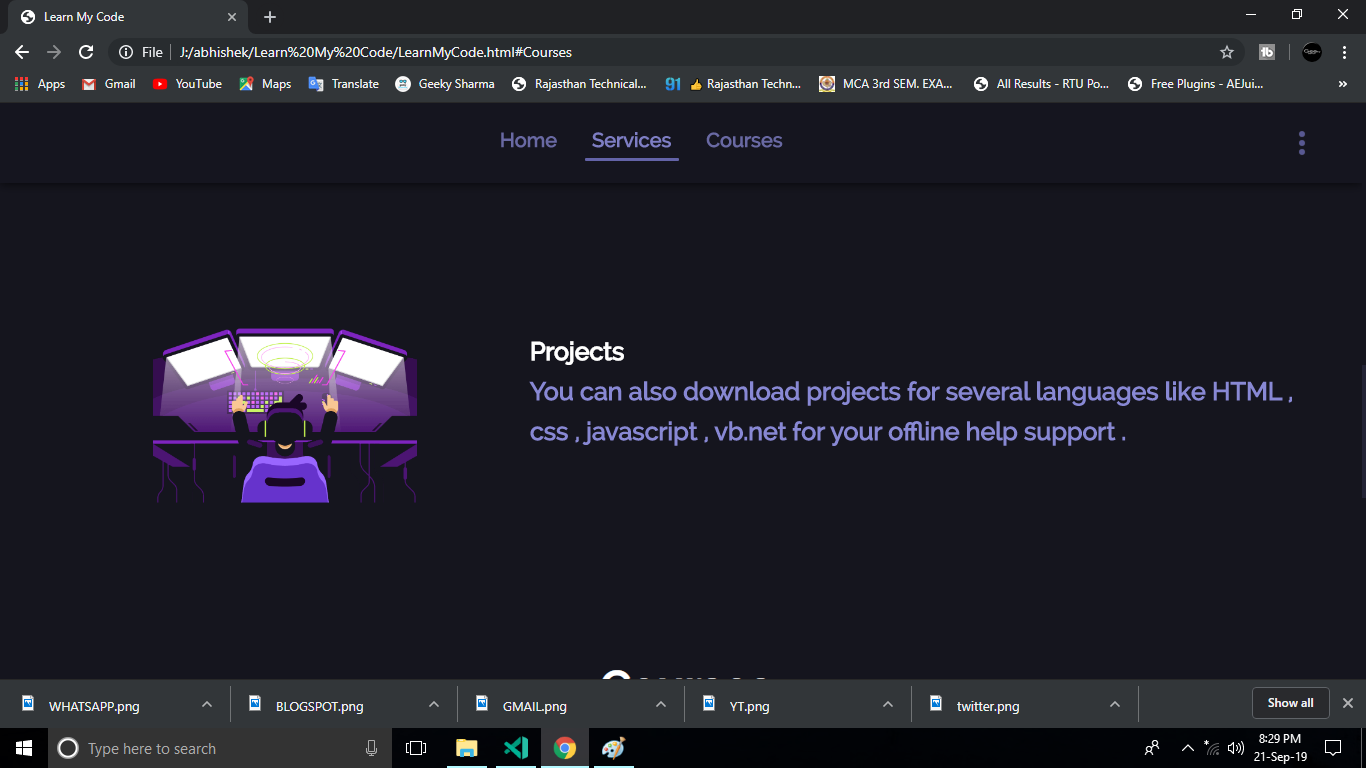 Learn My Code
File J:/abhishek/Learn%20My%20Code/LearnMyCode.html#Courses
Apps Gmail YouTube Maps Translate Geeky Sharma Rajasthan Technical... 91 👍 Rajasthan Techn... MCA 3rd SEM. EXA... All Results - RTU Po... Free Plugins - AEJui... »
Home Services Courses
Projects
You can also download projects for several languages like HTML ,
css , javascript , vb.net for your offline help support .
Courses
WHATSAPP.png BLOGSPOT.png GMAIL.png YT.png twitter.png Show all
Type here to search
8:29 PM
21-Sep-19